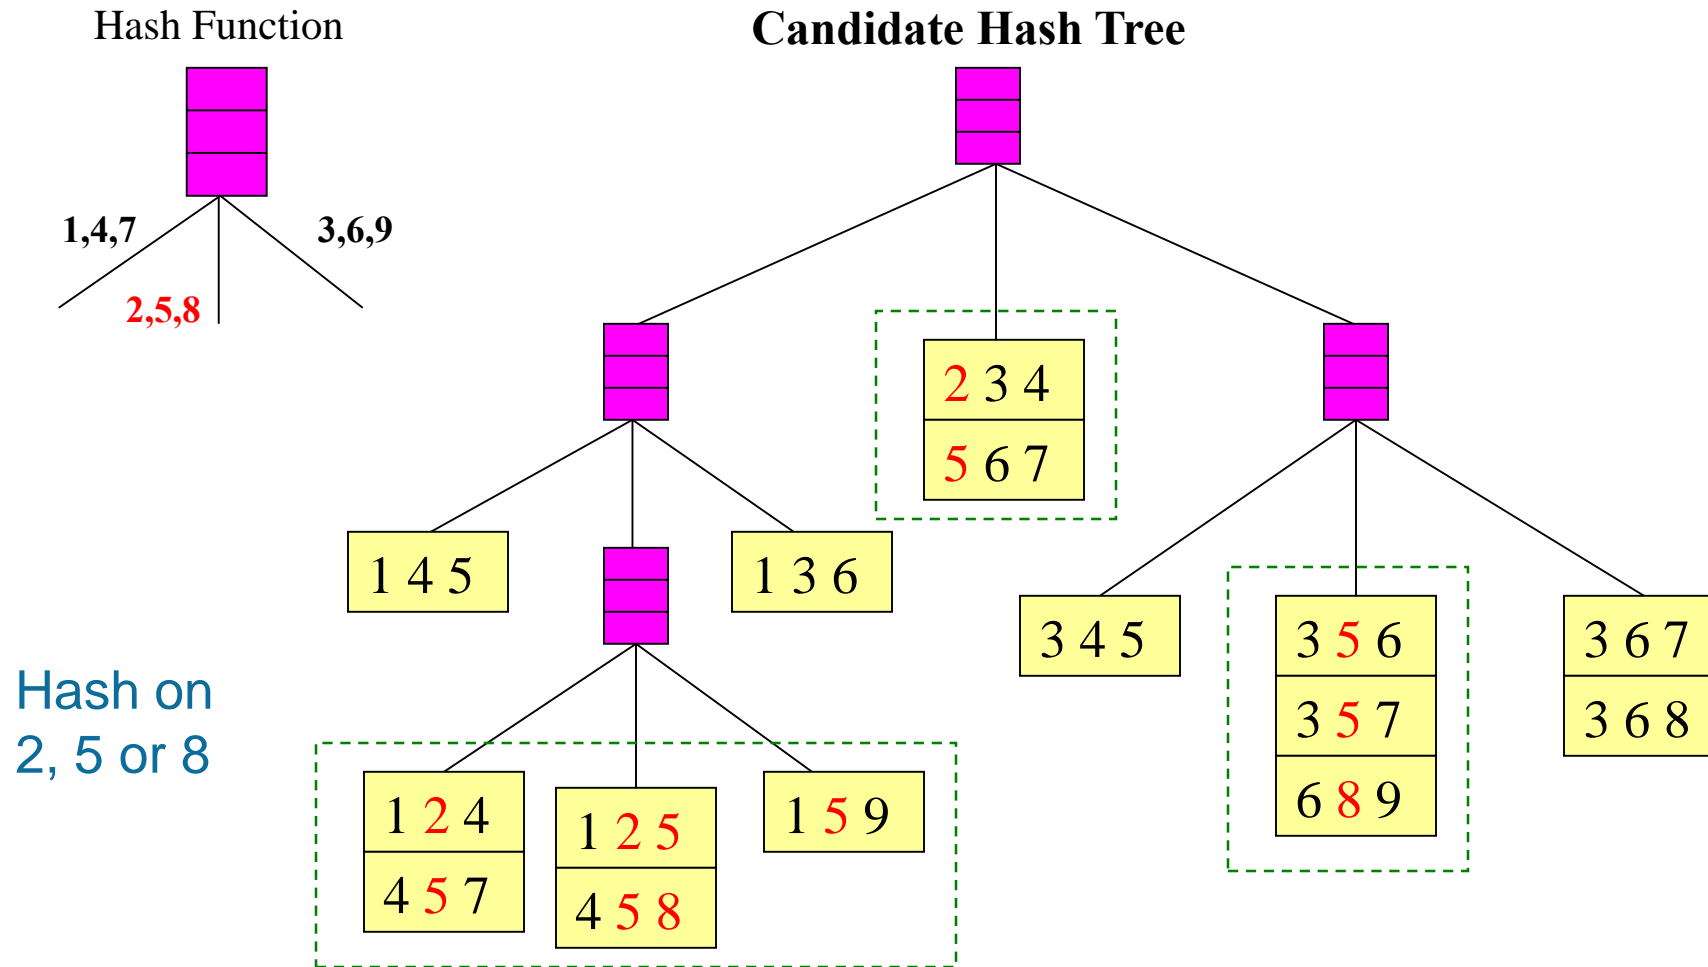 Hash Function
Candidate Hash Tree
1,4,7
3,6,9
2,5,8
2 3 4
5 6 7
1 4 5
1 3 6
3 4 5
3 5 6
3 6 7
3 5 7
3 6 8
6 8 9
Hash on
2, 5 or 8
1 2 4
1 2 5
1 5 9
4 5 7
4 5 8